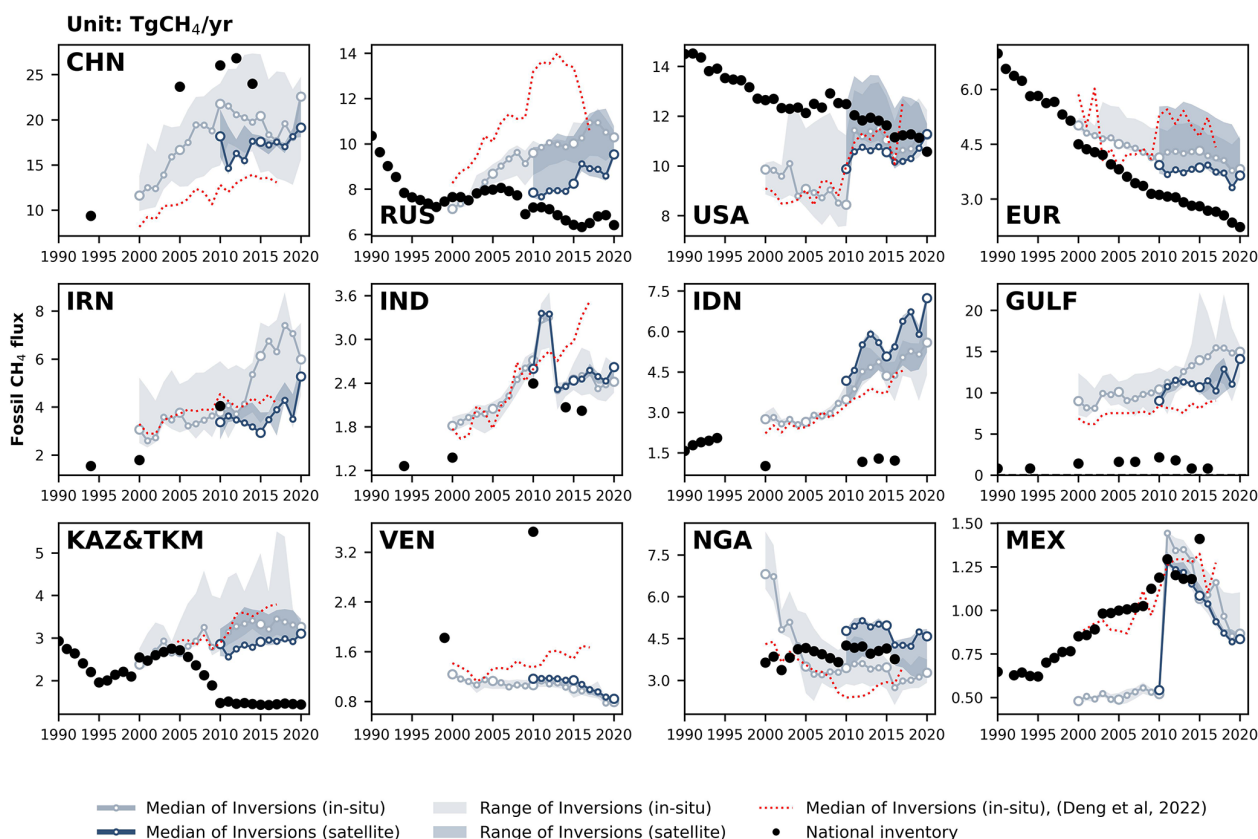 Unit: TgCH₄/yr
CHN
RUS
USA
EUR
25
20
15
10
14
12
10
8
6
14
12
10
8
6.0
4.5
3.0
1990 1995 2000 2005 2010 2015 2020
1990 1995 2000 2005 2010 2015 2020
1990 1995 2000 2005 2010 2015 2020
1990 1995 2000 2005 2010 2015 2020
Fossil CH₄ flux
IRN
IND
IDN
GULF
8
6
4
2
3.6
3.0
2.4
1.8
1.2
7.5
6.0
4.5
3.0
1.5
20
15
10
5
0
1990 1995 2000 2005 2010 2015 2020
1990 1995 2000 2005 2010 2015 2020
1990 1995 2000 2005 2010 2015 2020
1990 1995 2000 2005 2010 2015 2020
KAZ&TKM
VEN
NGA
MEX
5
4
3
2
3.2
2.4
1.6
0.8
7.5
6.0
4.5
3.0
1.50
1.25
1.00
0.75
0.50
1990 1995 2000 2005 2010 2015 2020
1990 1995 2000 2005 2010 2015 2020
1990 1995 2000 2005 2010 2015 2020
1990 1995 2000 2005 2010 2015 2020
Median of Inversions (in-situ)
Range of Inversions (in-situ)
Median of Inversions (in-situ), (Deng et al, 2022)
Median of Inversions (satellite)
Range of Inversions (satellite)
National inventory